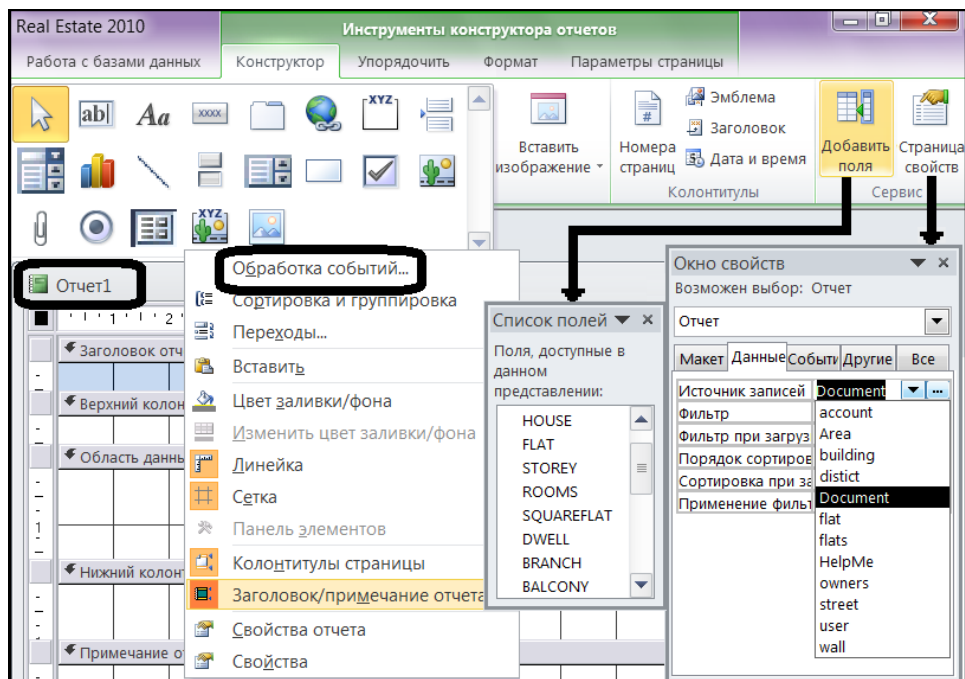 Real Estate 2010
Инструменты конструктора отчетов
Работа с базами данных
Конструктор
Упорядочить
Формат
Параметры страницы
ab|
Aa
XXXX
XYZ
XYZ
Вставить
изображение
#
Номера
страниц
Эмблема
Заголовок
5
Дата и время
Колонтитулы
Добавить
поля
Страница
свойств
Сервис
Отчет1
1
2
Заголовок отч
Верхний колон
Область данны
1
Нижний колонт
Примечание о
Обработка событий...
Сортировка и группировка
Переходы...
Вставить
Цвет заливки/фона
Изменить цвет заливки/фона
Линейка
Сетка
Панель элементов
Колонтитулы страницы
Заголовок/примечание отчета
Свойства отчета
Свойства
Список полей
Поля, доступные в
данном
представлении:
HOUSE
FLAT
STOREY
ROOMS
SQUAREFLAT
DWELL
BRANCH
BALCONY
Окно свойств
Возможен выбор: Отчет
Отчет
Макет
Данные
Событи
Другие
Все
Источник записей
Document
...
Фильтр
Фильтр при загруз
Порядок сортиров
Сортировка при за
Применение фильт
account
Area
building
distict
Document
flat
flats
HelpMe
owners
street
user
wall